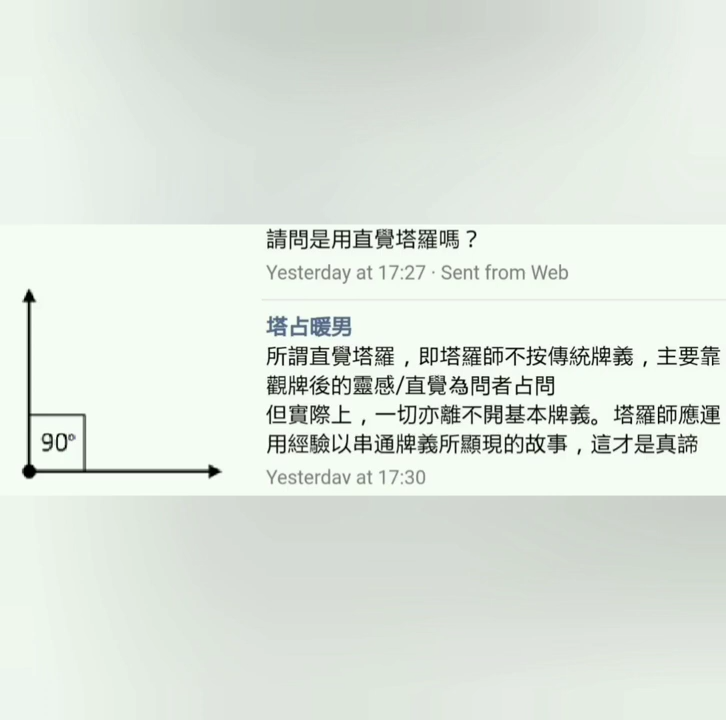 請問是用直覺塔羅嗎？
Yesterday at 17:27 · Sent from Web
塔占暖男
所謂直覺塔羅，即塔羅師不按傳統牌義，主要靠
觀牌後的靈感/直覺為問者占問
但實際上，一切亦離不開基本牌義。塔羅師應運
用經驗以串通牌義所顯現的故事，這才是真諦
Yesterday at 17:30
90°